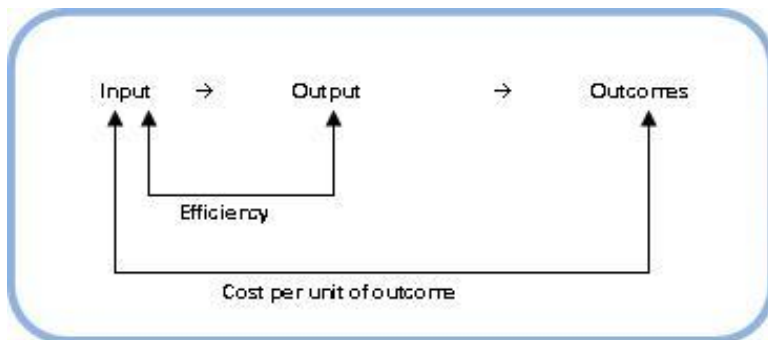 Input → Output → Outcomes
Efficiency
Cost per unit of outcome